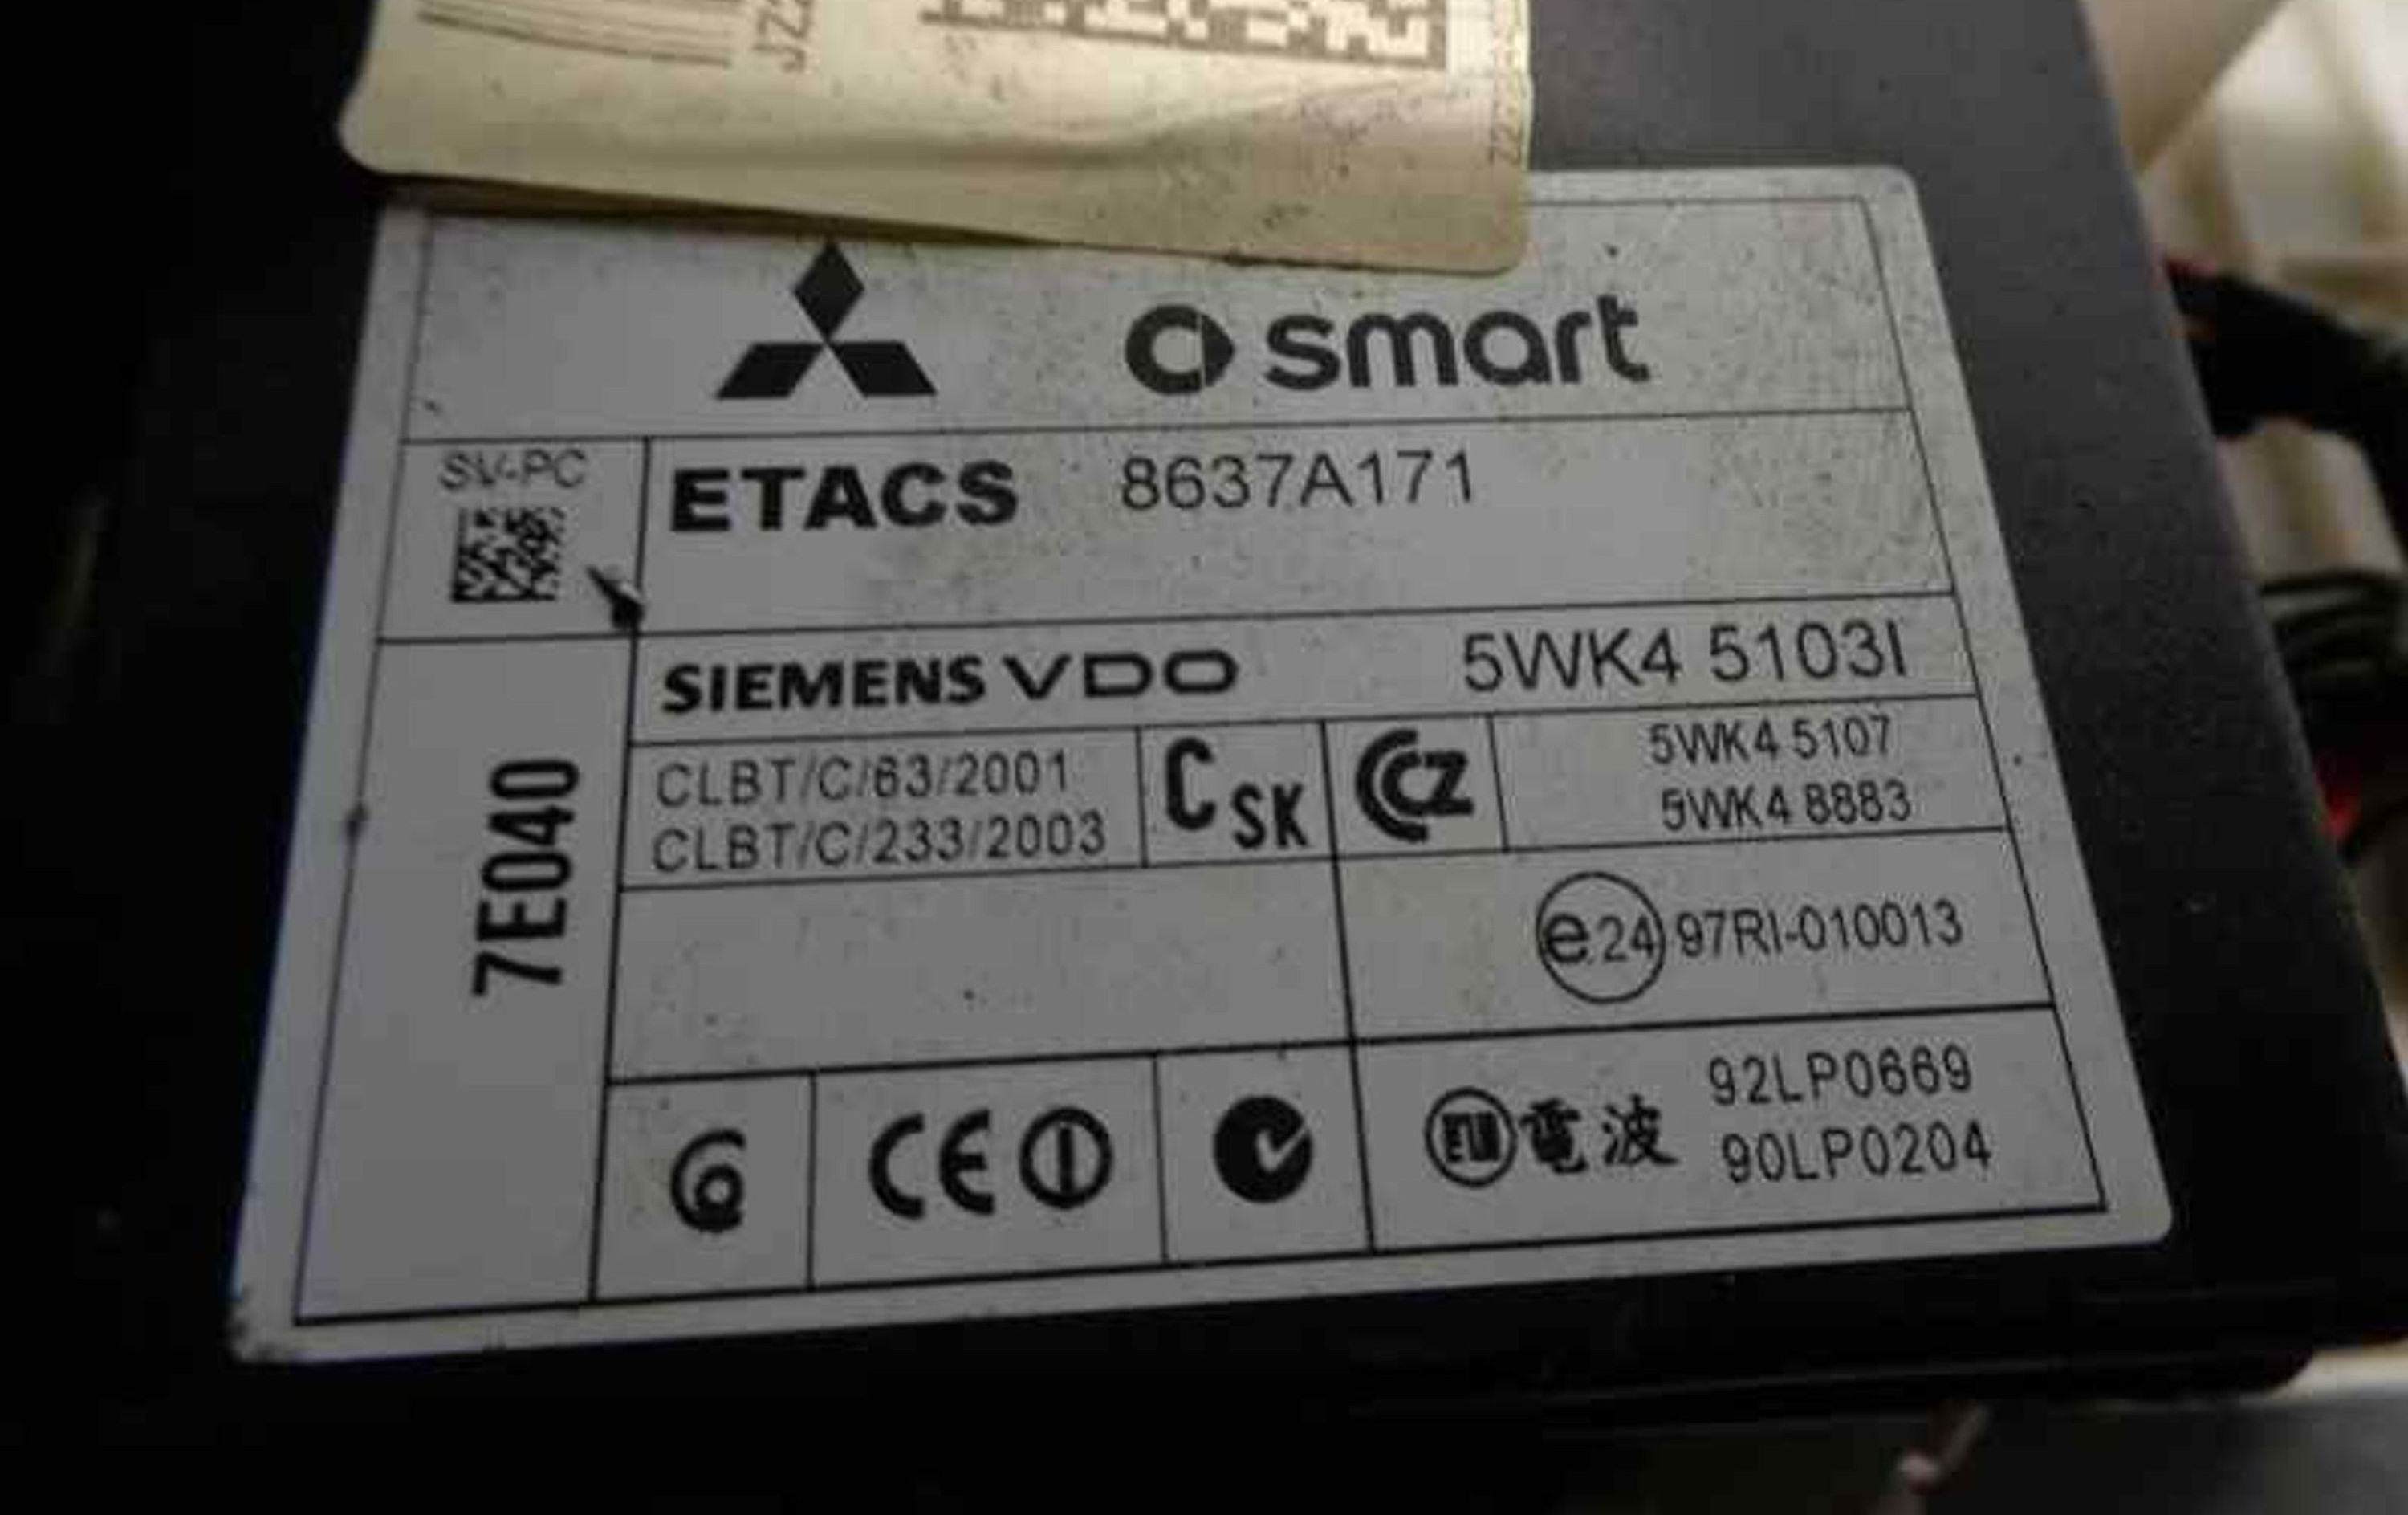 smart
SV-PC
ETACS 8637A171
SIEMENS VDO 5WK4 5103I
7E040
CLBT/C/63/2001
CLBT/C/233/2003
C SK
CZ
5WK4 5107
5WK4 8883
e24 97RI-010013
CE
電波
92LP0669
90LP0204